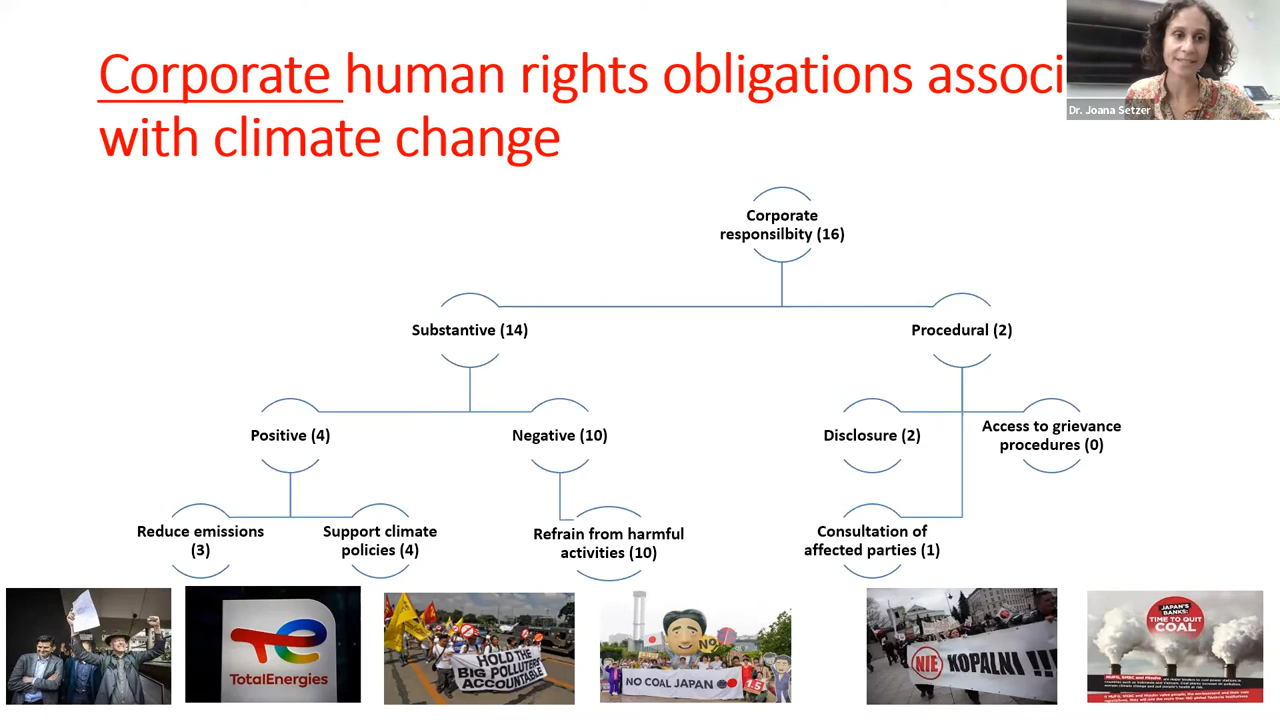 Corporate human rights obligations associ
with climate change
Dr. Joana Setzer
Corporate
responsilbity (16)
Substantive (14)
Procedural (2)
Positive (4)
Negative (10)
Disclosure (2)
Access to grievance
procedures (0)
Reduce emissions
(3)
Support climate
policies (4)
Refrain from harmful
activities (10)
Consultation of
affected parties (1)
TotalEnergies
HOLD THE
BIG POLLUTERS
ACCOUNTABLE
NO
NO COAL JAPAN
1.5
NIE KOPALNI !!!
JAPAN'S
BANKS:
TIME TO QUIT
COAL